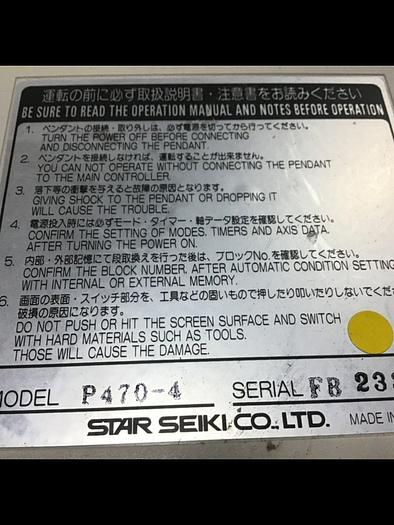 運転の前に必ず取扱説明書・注意書をお読みください
BE SURE TO READ THE OPERATION MANUAL AND NOTES BEFORE OPERATION
1. ペンダントの接続・取り外しは、必ず電源を切ってから行ってください。
TURN THE POWER OFF BEFORE CONNECTING
AND DISCONNECTING THE PENDANT.
2. ペンダントを接続しなければ、運転することが出来ません。
YOU CAN NOT OPERATE WITHOUT CONNECTING THE PENDANT
TO THE MAIN CONTROLLER.
3. 落下等の衝撃を与えると故障の原因となります。
GIVING SHOCK TO THE PENDANT OR DROPPING IT
WILL CAUSE THE TROUBLE.
4. 電源投入時には必ずモード・タイマー・軸データ設定を確認してください。
CONFIRM THE SETTING OF MODES. TIMERS AND AXIS DATA.
AFTER TURNING THE POWER ON.
5. 内部・外部記憶にて段取換えを行った後は、ブロックNo.を確認してください。
CONFIRM THE BLOCK NUMBER. AFTER AUTOMATIC CONDITION SETTING
WITH INTERNAL OR EXTERNAL MEMORY.
6. 画面の表面・スイッチ部分を、工具などの固いもので押したり叩いたりしないでくださ
破損の原因になります。
DO NOT PUSH OR HIT THE SCREEN SURFACE AND SWITCH
WITH HARD MATERIALS SUCH AS TOOLS.
THOSE WILL CAUSE THE DAMAGE.
MODEL P470-4 SERIAL FB 233
STAR SEIKI CO., LTD. MADE IN